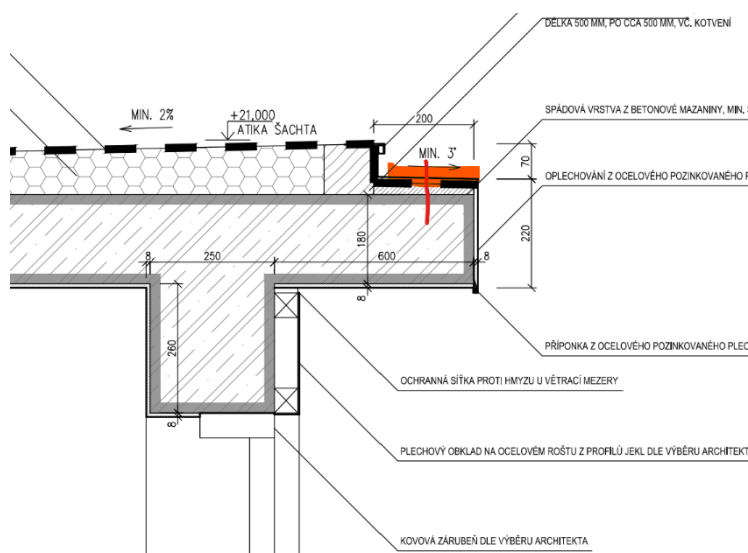 DÉLKA 500 MM, PO CCA 500 MM, VČ. KOTVENÍ
MIN. 2%
+21,000
ATIKA ŠACHTA
200
SPÁDOVÁ VRSTVA Z BETONOVÉ MAZANINY, MIN.
MIN. 3°
70
OPLECHOVÁNÍ Z OCELOVÉHO POZINKOVANÉHO
180
220
8
250
600
8
8
260
PŘÍPONKA Z OCELOVÉHO POZINKOVANÉHO
OCHRANNÁ SÍŤKA PROTI HMYZU U VĚTRACÍ MEZERY
8
PLECHOVÝ OBKLAD NA OCELOVÉM ROŠTU Z PROFILŮ JEKL DLE VÝBĚRU
KOVOVÁ ZÁRUBEŇ DLE VÝBĚRU ARCHITEKTA